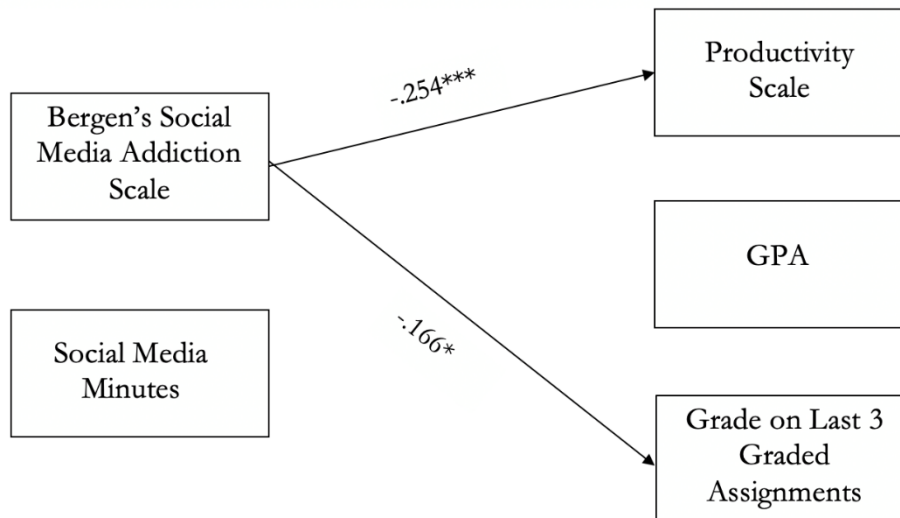 Productivity
Scale
-.254***
Bergen's Social
Media Addiction
Scale
GPA
-.166*
Social Media
Minutes
Grade on Last 3
Graded
Assignments